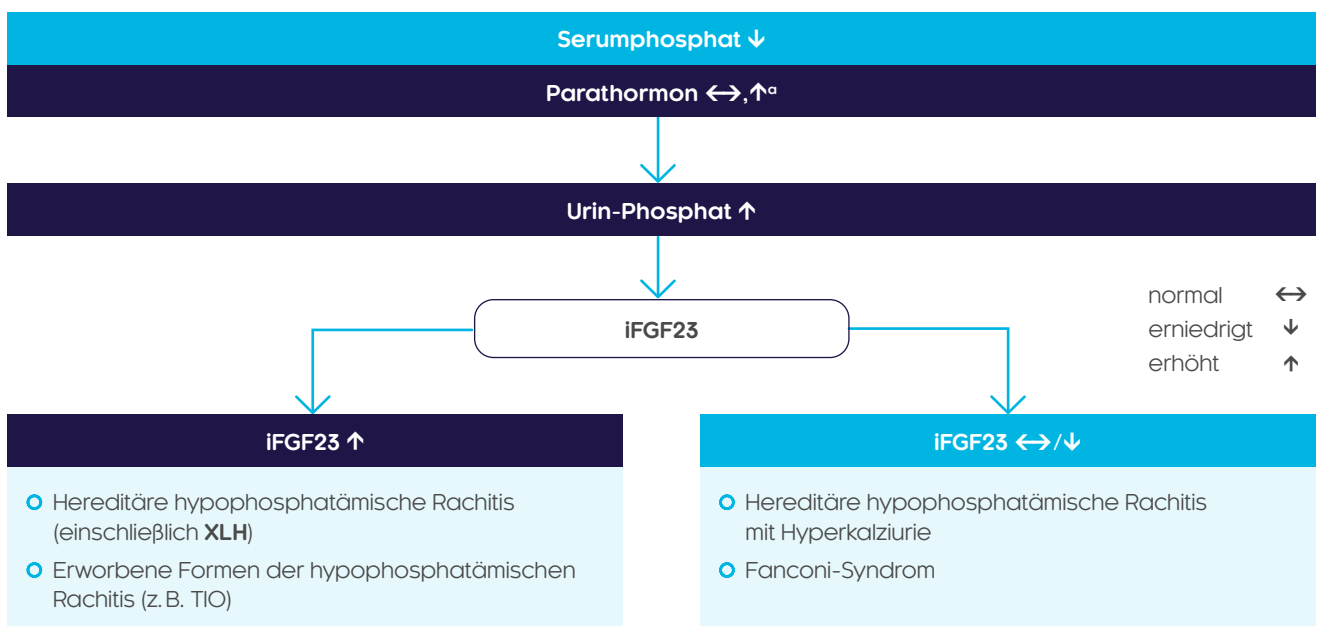 Serumphosphat ↓
Parathormon ↔,↑ᵃ
Urin-Phosphat ↑
iFGF23
normal ↔
erniedrigt ↓
erhöht ↑
iFGF23 ↑
Hereditäre hypophosphatämische Rachitis
(einschließlich XLH)
Erworbene Formen der hypophosphatämischen
Rachitis (z. B. TIO)
iFGF23 ↔/↓
Hereditäre hypophosphatämische Rachitis
mit Hyperkalziurie
Fanconi-Syndrom